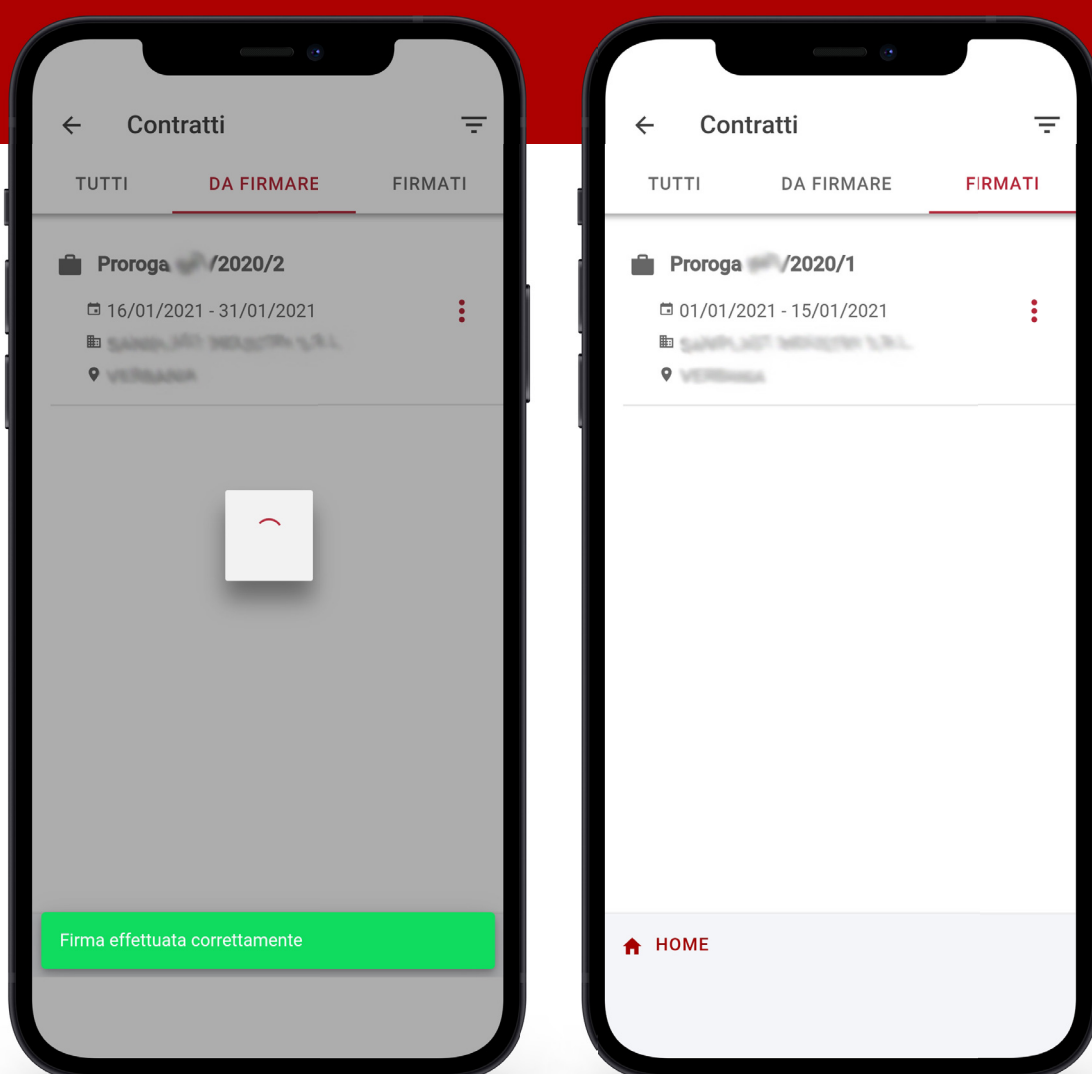 Contratti
TUTTI DA FIRMARE FIRMATI
Proroga /2020/2
16/01/2021 - 31/01/2021
Firma effettuata correttamente
Contratti
TUTTI DA FIRMARE FIRMATI
Proroga /2020/1
01/01/2021 - 15/01/2021
HOME